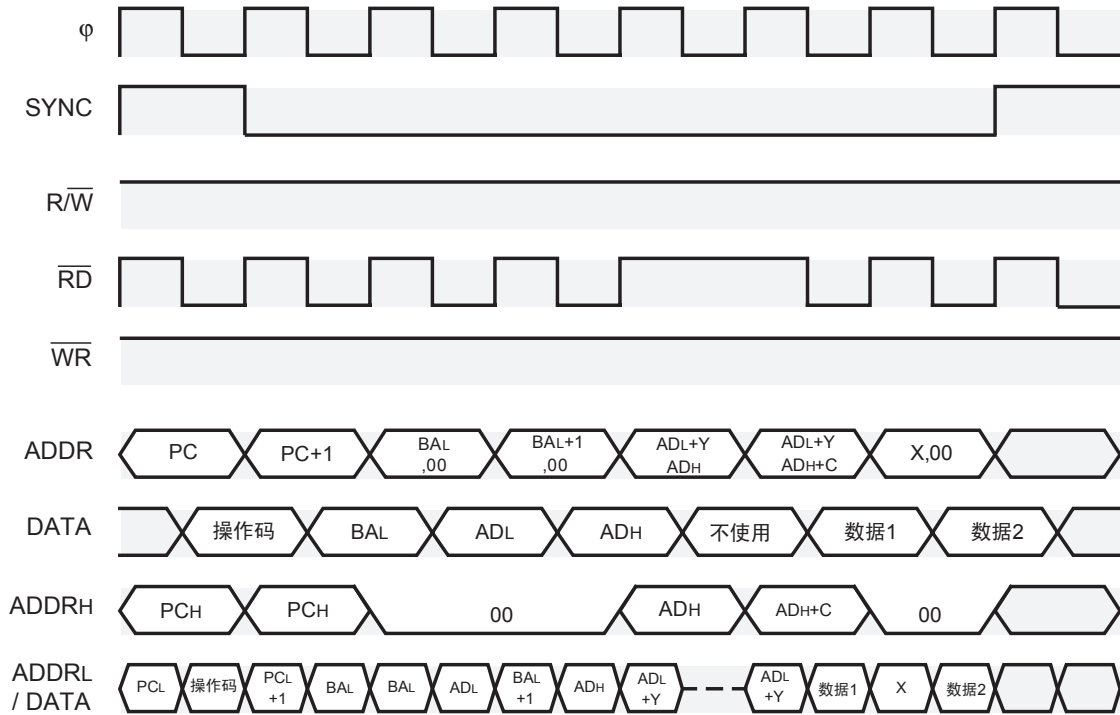 φ
SYNC
R/W̅
R̅D̅
W̅R̅
ADDR PC PC+1 BAL ,00 BAL+1 ,00 ADL+Y ADH ADL+Y ADH+C X,00
DATA 操作码 BAL ADL ADH 不使用 数据1 数据2
ADDRH PCH PCH 00 ADH ADH+C 00
ADDRL / DATA PCL 操作码 PCL +1 BAL BAL ADL BAL +1 ADH ADL +Y ADL +Y 数据1 X 数据2